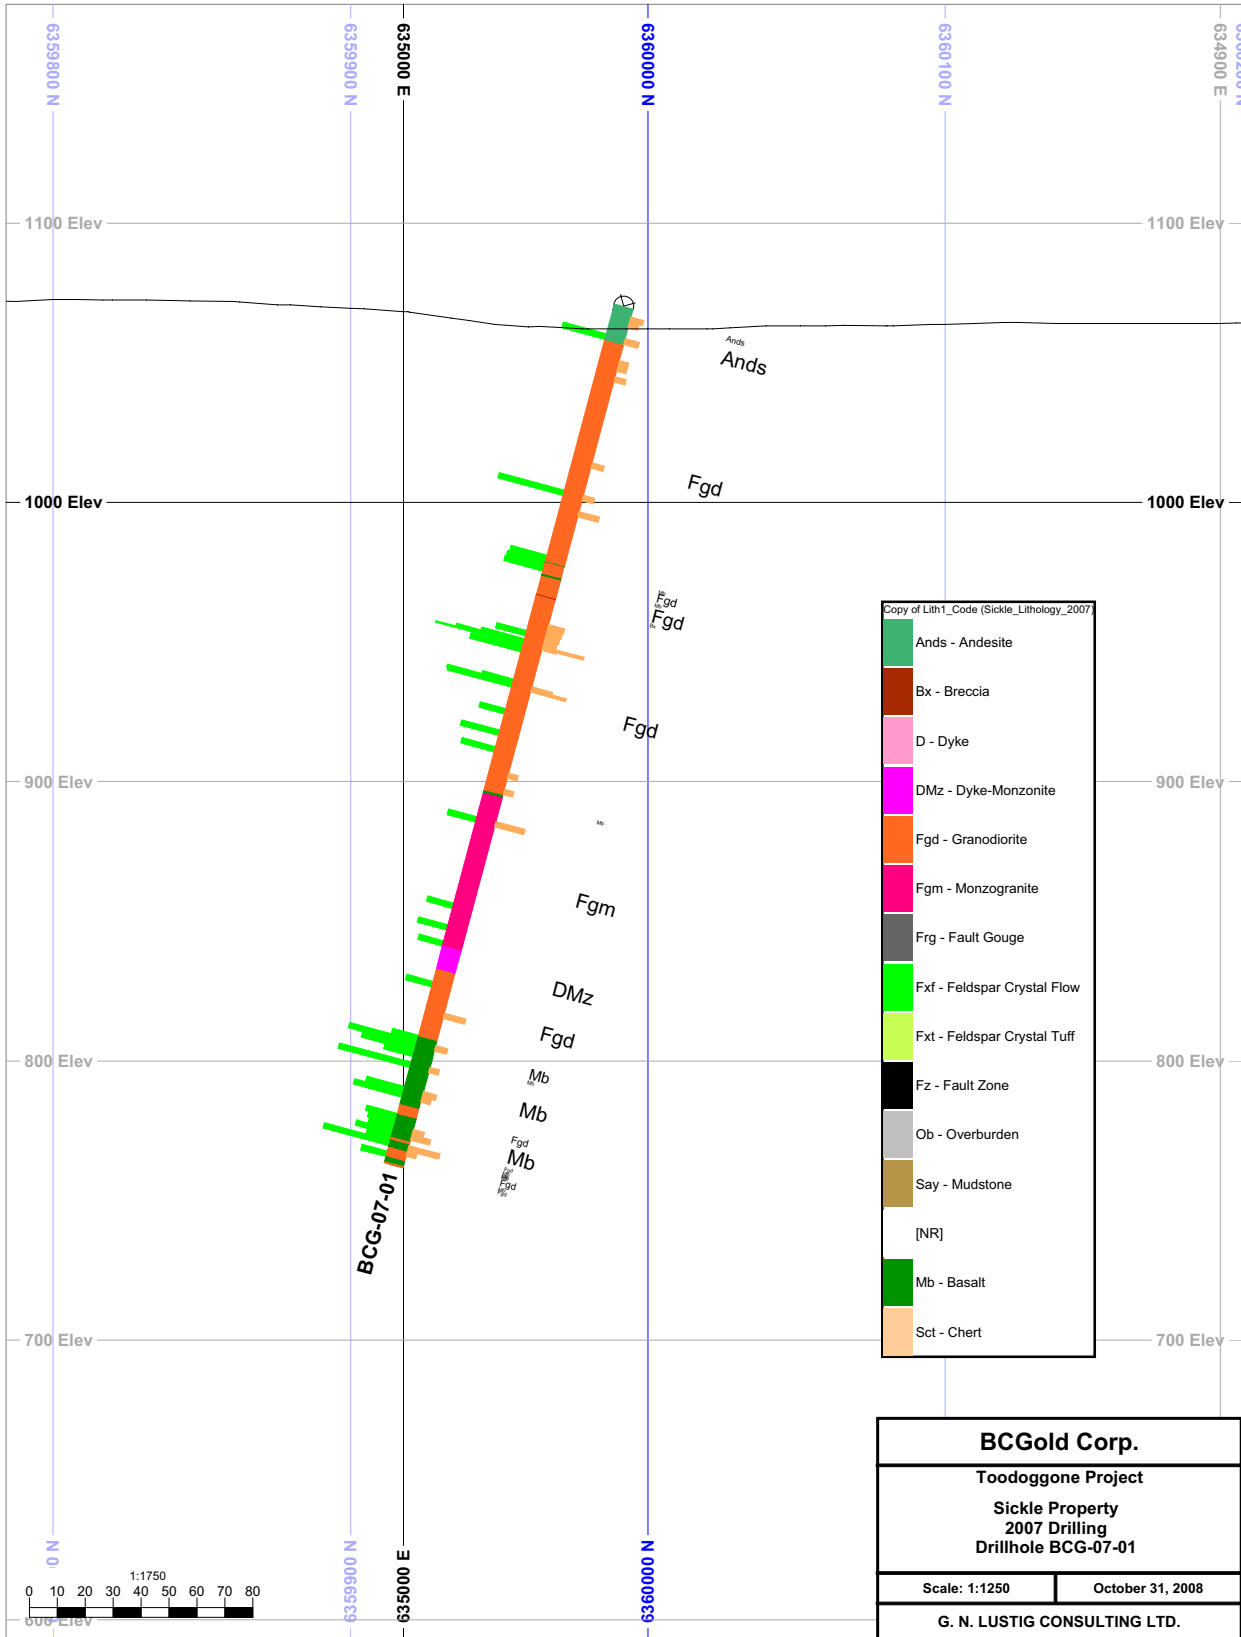 6359800 N
6359900 N
635000 E
6360000 N
6360100 N
634900 E
1100 Elev
1100 Elev
Ands
Ands
Fgd
1000 Elev
1000 Elev
Fgd
Fgd
Fgd
900 Elev
900 Elev
Mb
Fgm
DMz
Fgd
800 Elev
800 Elev
Mb
Mb
Mb
Fgd
Mb
Fgd
BCG-07-01
700 Elev
700 Elev
Copy of Lith1_Code (Sickle_Lithology_2007)
Ands - Andesite
Bx - Breccia
D - Dyke
DMz - Dyke-Monzonite
Fgd - Granodiorite
Fgm - Monzogranite
Frg - Fault Gouge
Fxf - Feldspar Crystal Flow
Fxt - Feldspar Crystal Tuff
Fz - Fault Zone
Ob - Overburden
Say - Mudstone
[NR]
Mb - Basalt
Sct - Chert
BCGold Corp.
Toodoggone Project
Sickle Property
2007 Drilling
Drillhole BCG-07-01
Scale: 1:1250
October 31, 2008
G. N. LUSTIG CONSULTING LTD.
0 N
6359900 N
635000 E
6360000 N
1:1750
0 10 20 30 40 50 60 70 80
600 Elev